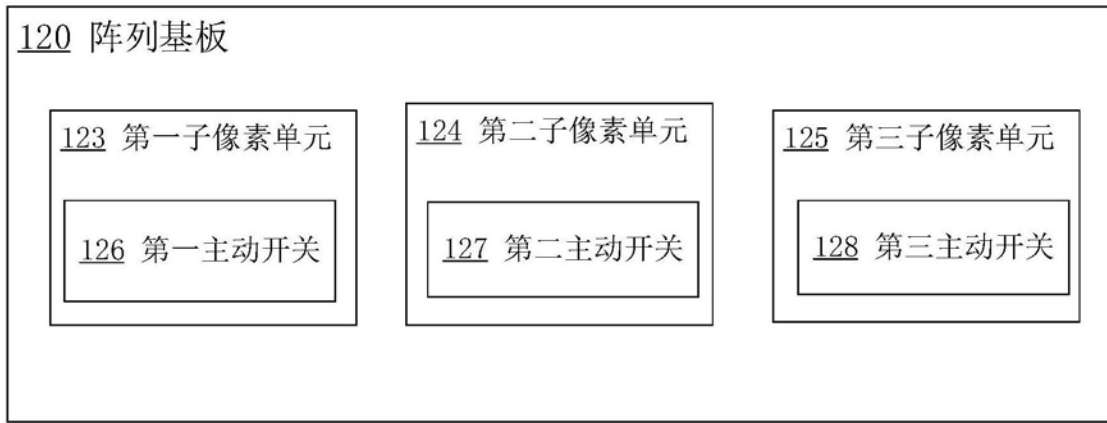 120 阵列基板
123 第一子像素单元
126 第一主动开关
124 第二子像素单元
127 第二主动开关
125 第三子像素单元
128 第三主动开关